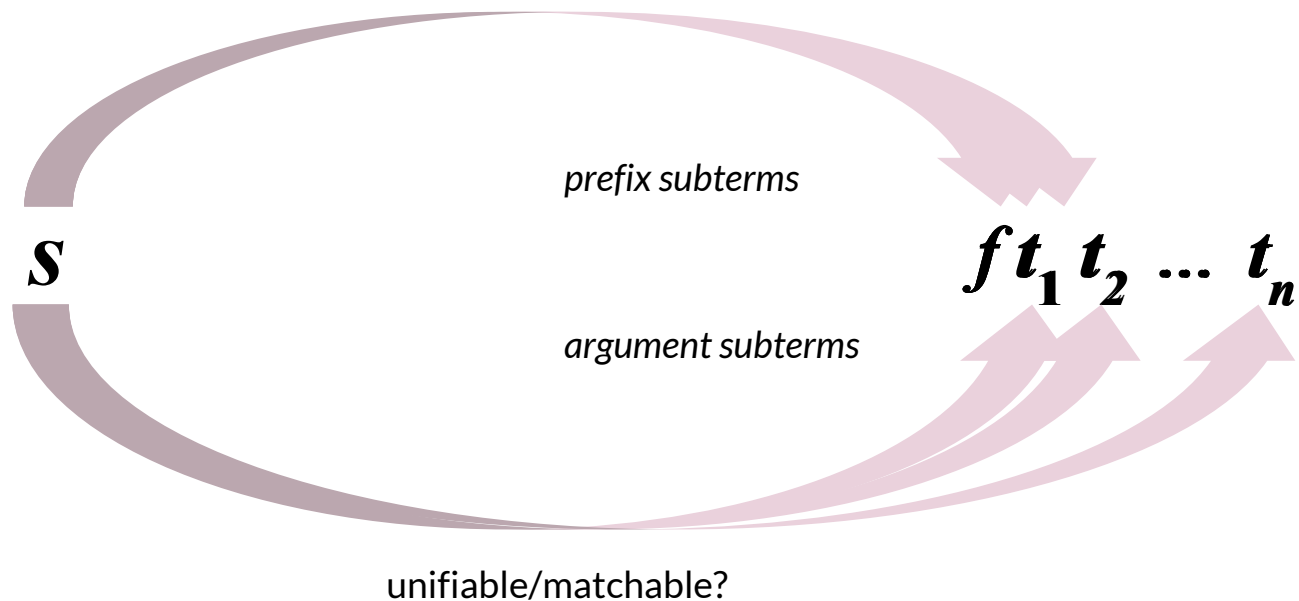 prefix subterms
s f t1 t2 ... tn
argument subterms
unifiable/matchable?